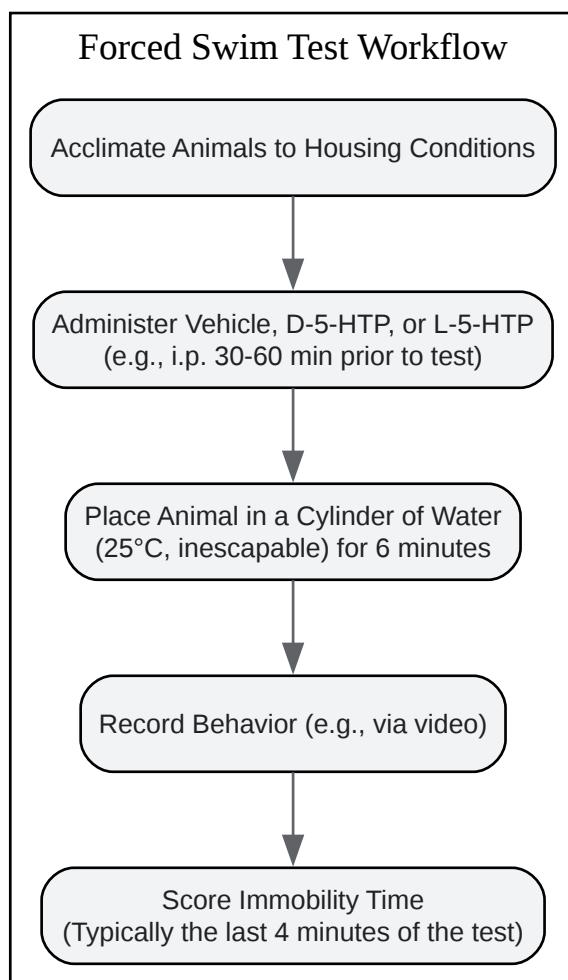 Forced Swim Test Workflow
Acclimate Animals to Housing Conditions
Administer Vehicle, D-5-HTP, or L-5-HTP
(e.g., i.p. 30-60 min prior to test)
Place Animal in a Cylinder of Water
(25°C, inescapable) for 6 minutes
Record Behavior (e.g., via video)
Score Immobility Time
(Typically the last 4 minutes of the test)